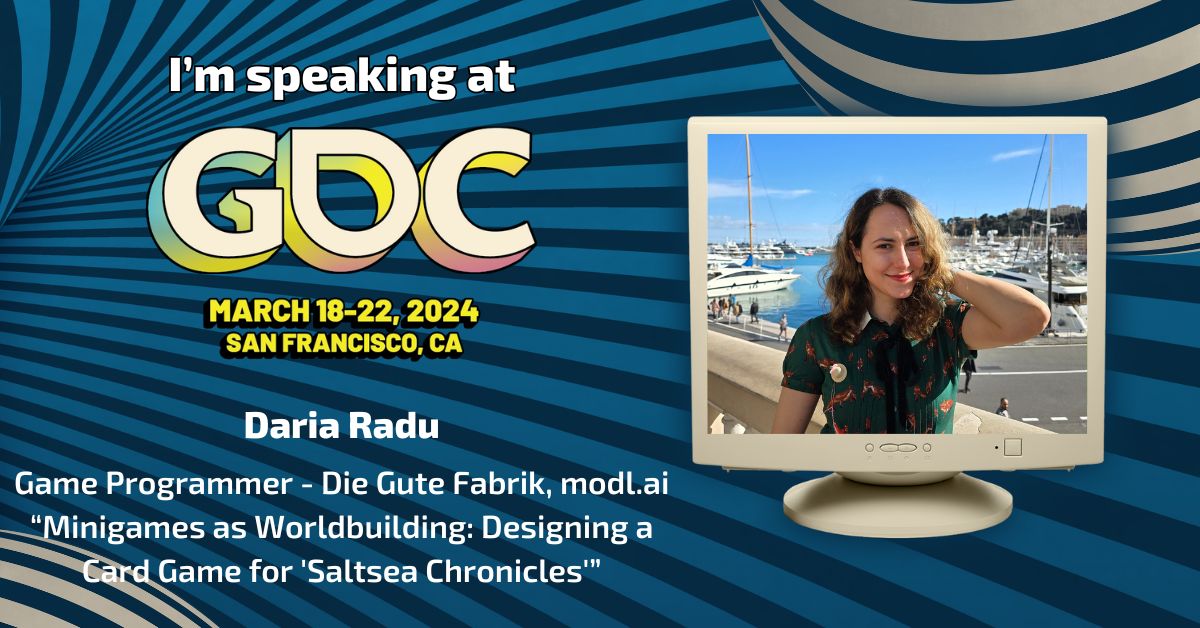 I'm speaking at
GDC
MARCH 18-22, 2024
SAN FRANCISCO, CA
Daria Radu
Game Programmer - Die Gute Fabrik, modl.ai
“Minigames as Worldbuilding: Designing a
Card Game for 'Saltsea Chronicles'”